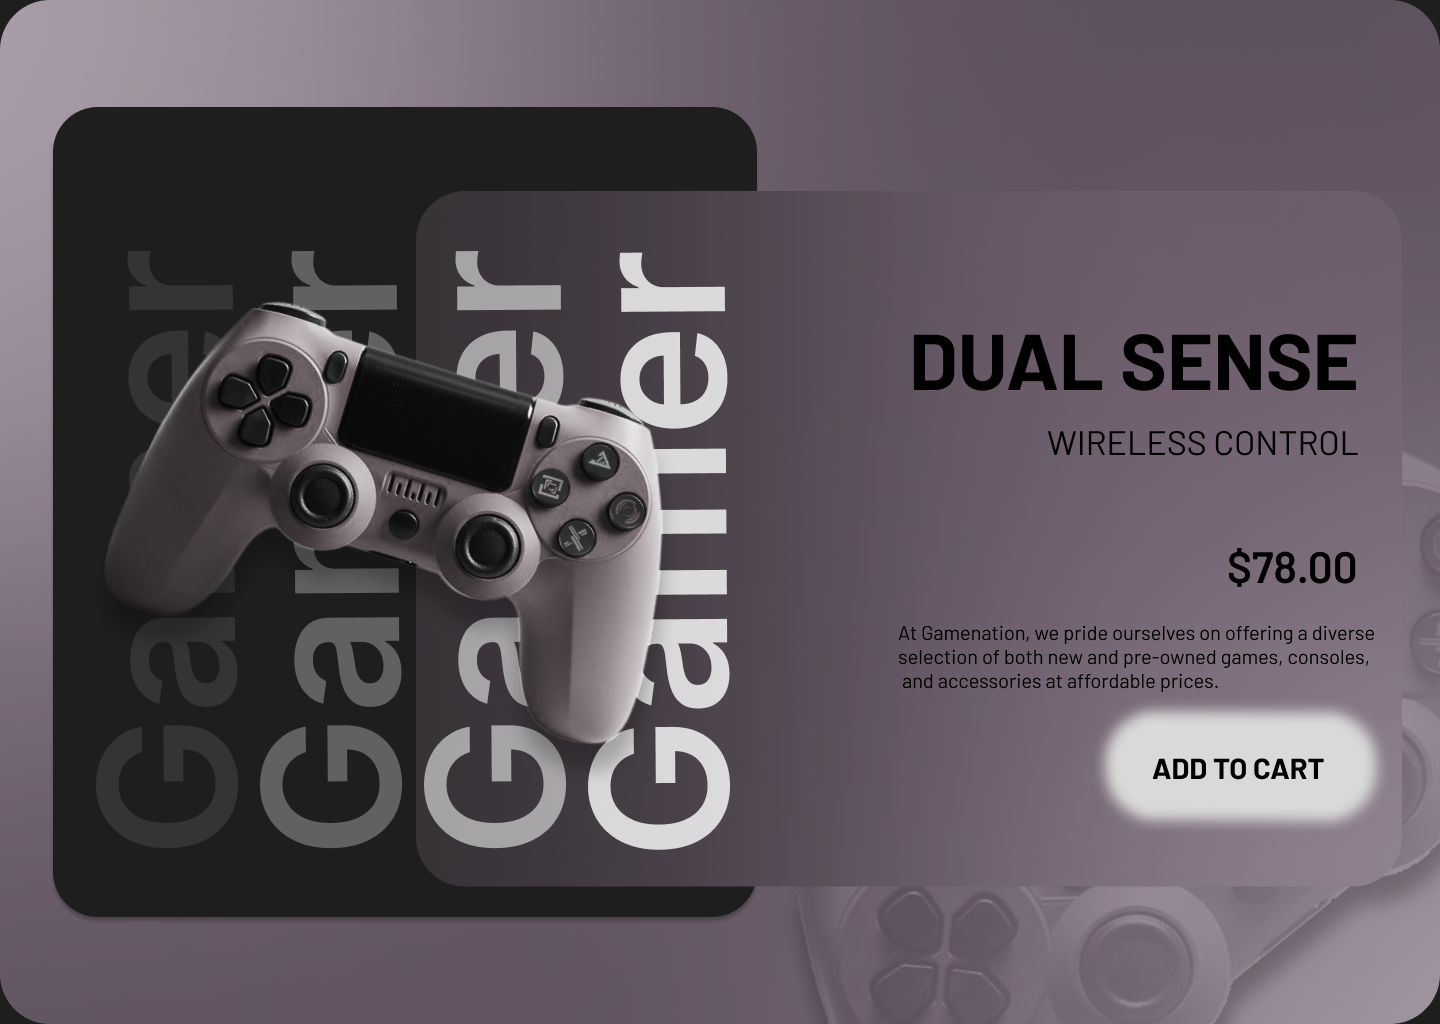 Gamer
Gamer
Gamer
Gamer
DUAL SENSE
WIRELESS CONTROL
$78.00
At Gamenation, we pride ourselves on offering a diverse
selection of both new and pre-owned games, consoles,
and accessories at affordable prices.
ADD TO CART